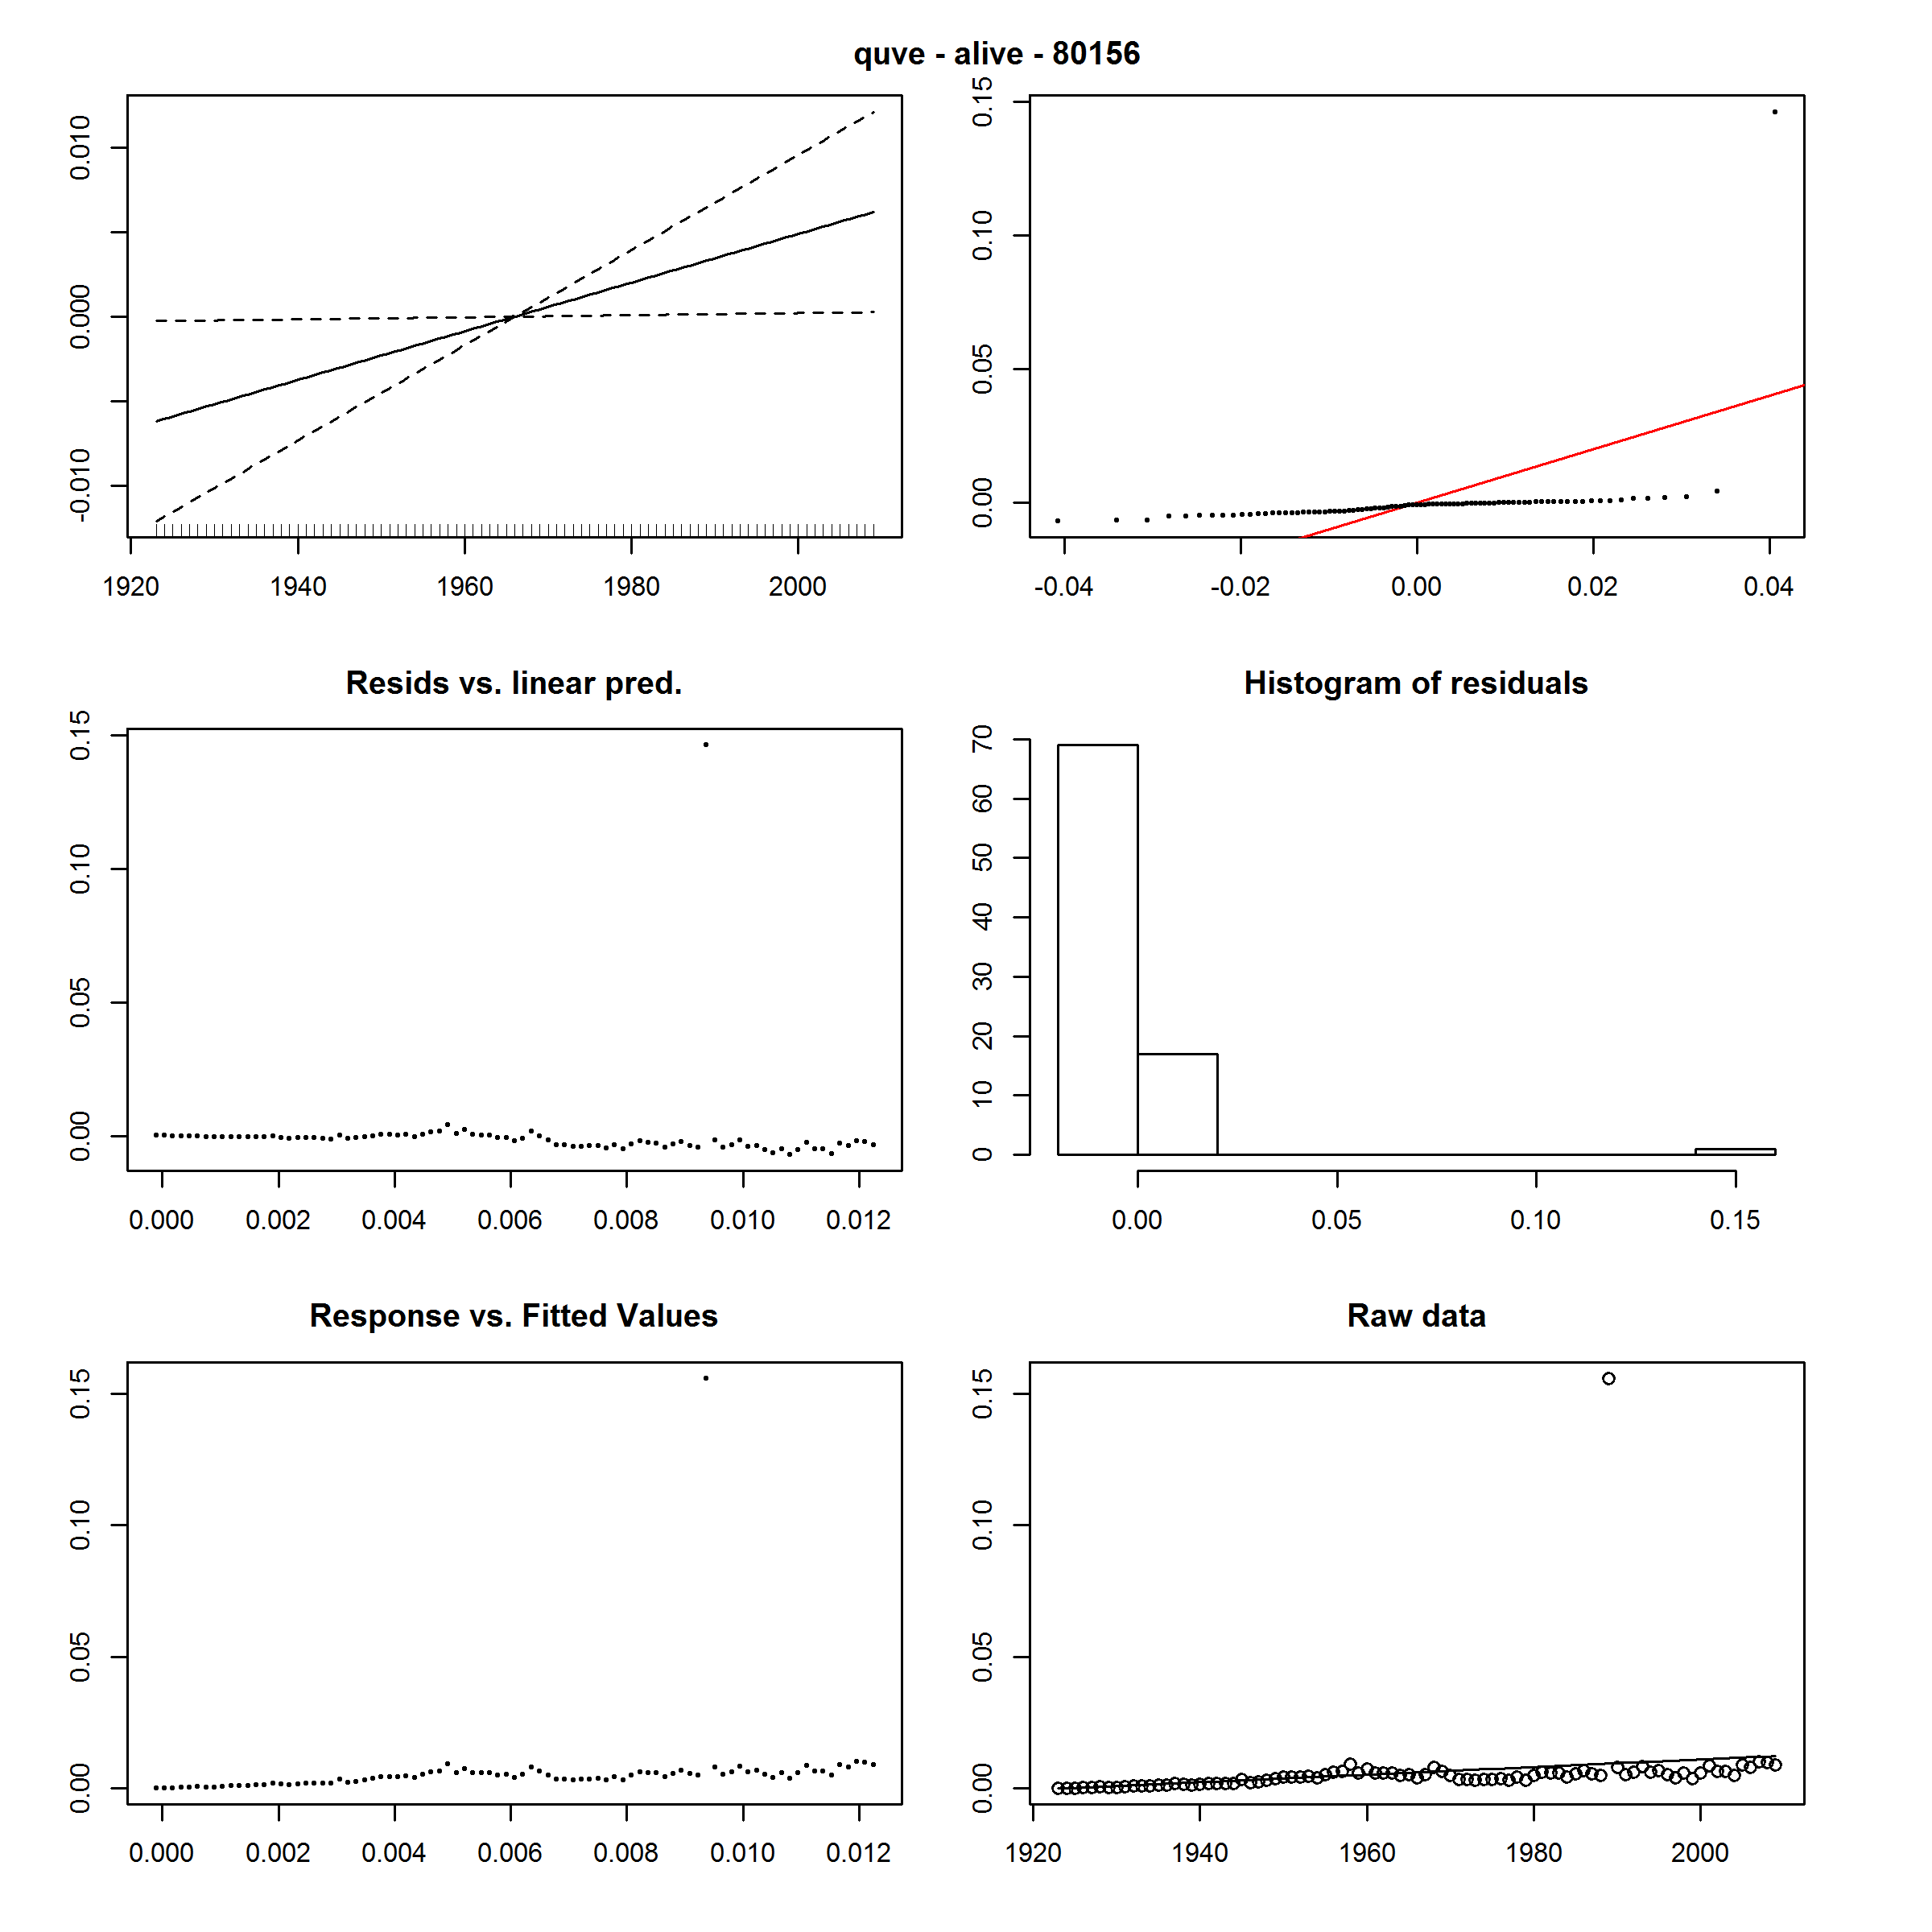 quve - alive - 80156
0.010
0.000
-0.010
1920 1940 1960 1980 2000
0.15
0.10
0.05
0.00
-0.04 -0.02 0.00 0.02 0.04
Resids vs. linear pred.
0.15
0.10
0.05
0.00
0.000 0.002 0.004 0.006 0.008 0.010 0.012
Histogram of residuals
70
60
50
40
30
20
10
0
0.00 0.05 0.10 0.15
Response vs. Fitted Values
0.15
0.10
0.05
0.00
0.000 0.002 0.004 0.006 0.008 0.010 0.012
Raw data
0.15
0.10
0.05
0.00
1920 1940 1960 1980 2000